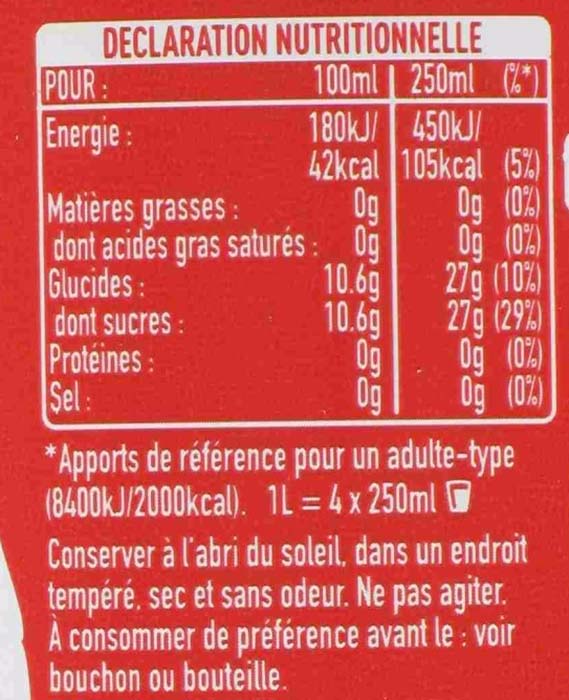 DECLARATION NUTRITIONNELLE
POUR : 100ml 250ml (%*)
Energie : 180kJ/ 450kJ/
42kcal 105kcal (5%)
Matières grasses : 0g 0g (0%)
dont acides gras saturés : 0g 0g (0%)
Glucides : 10.6g 27g (10%)
dont sucres : 10.6g 27g (29%)
Protéines : 0g 0g (0%)
Sel : 0g 0g (0%)
*Apports de référence pour un adulte-type
(8400kJ/2000kcal). 1L = 4 x 250ml
Conserver à l'abri du soleil, dans un endroit
tempéré, sec et sans odeur. Ne pas agiter.
À consommer de préférence avant le : voir
bouchon ou bouteille.